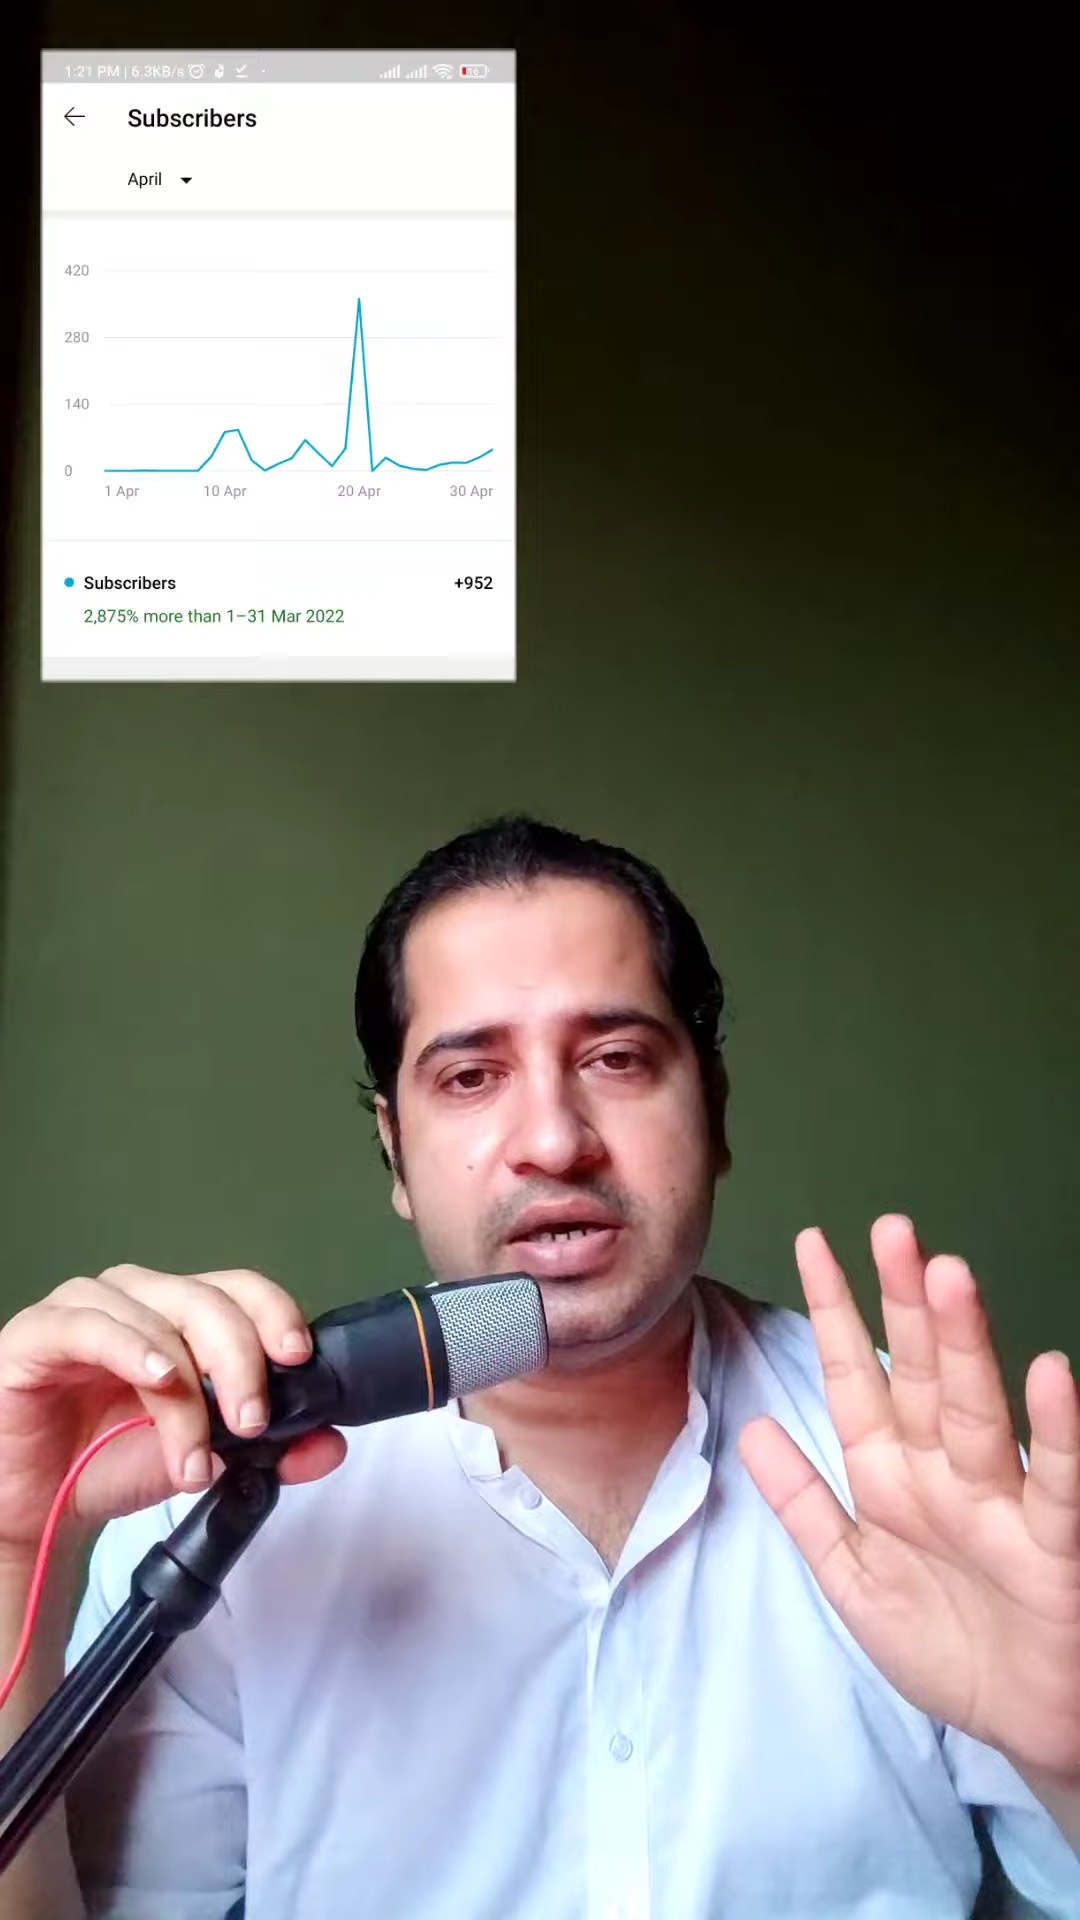 1:21 PM | 6.3KB/s
Subscribers
April
420
280
140
0
1 Apr 10 Apr 20 Apr 30 Apr
Subscribers +952
2,875% more than 1–31 Mar 2022